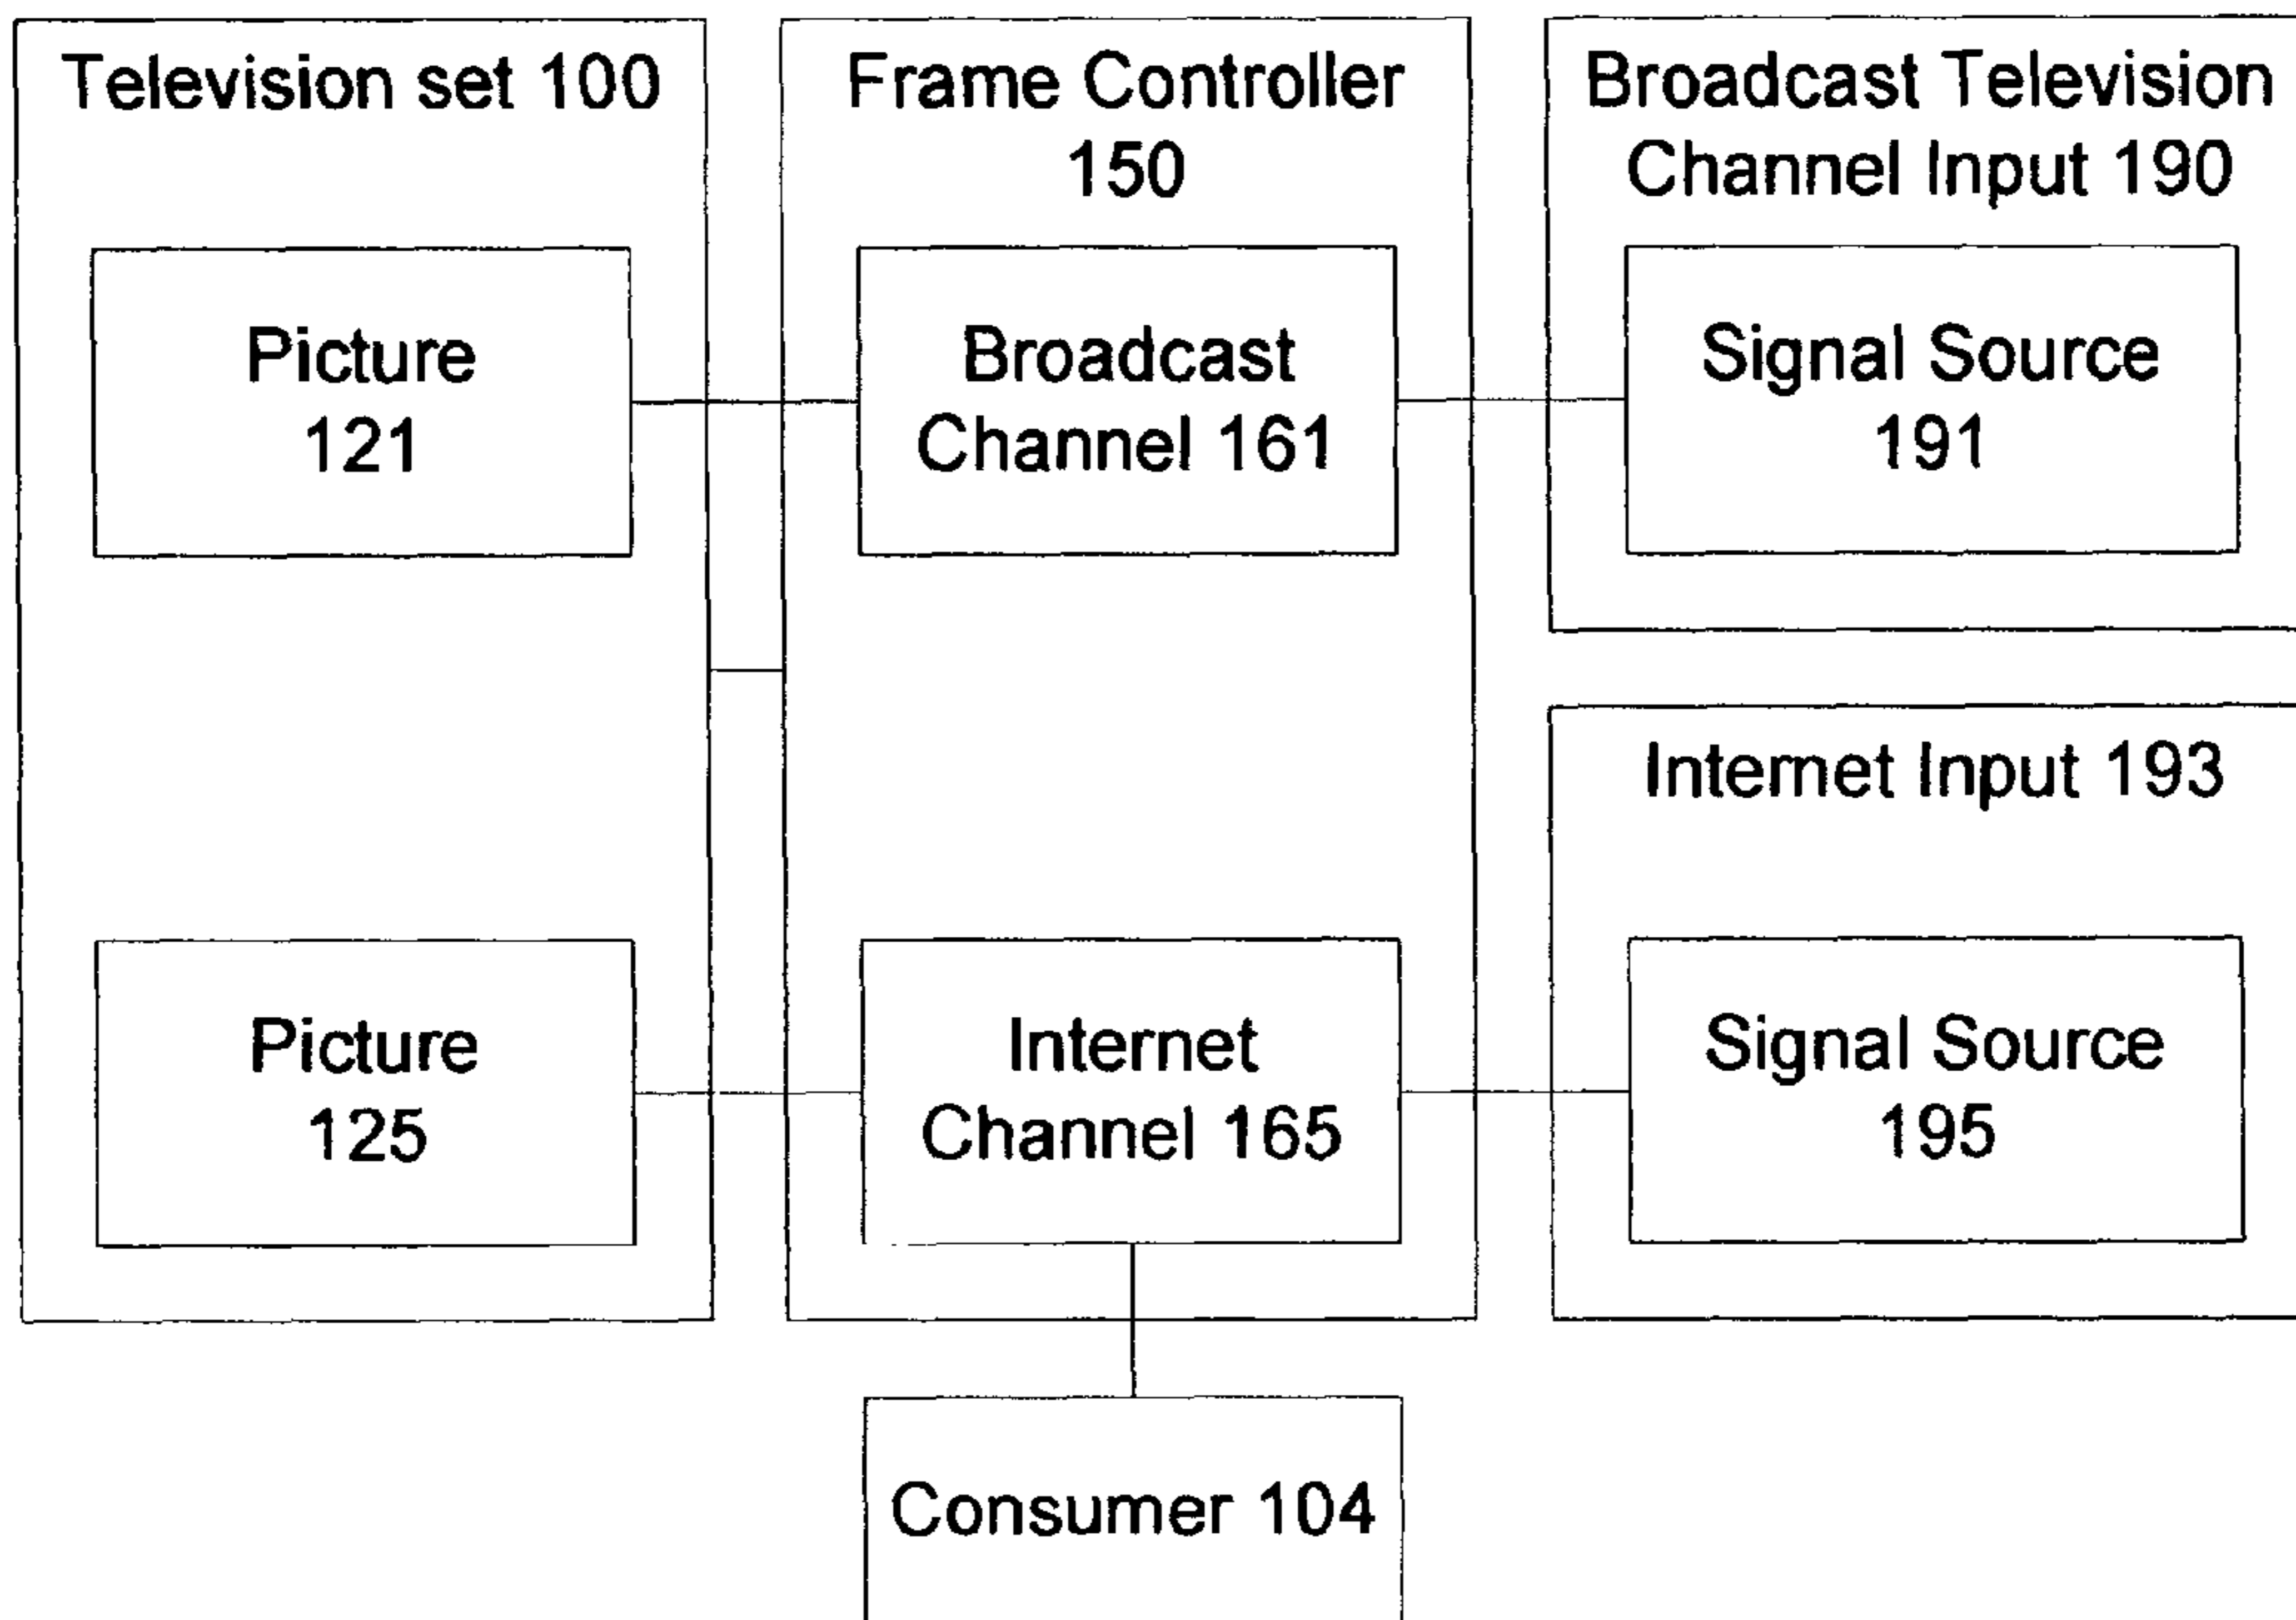 Television set 100
Frame Controller
150
Broadcast Television
Channel Input 190
Picture
121
Broadcast
Channel 161
Signal Source
191
Internet Input 193
Picture
125
Internet
Channel 165
Signal Source
195
Consumer 104